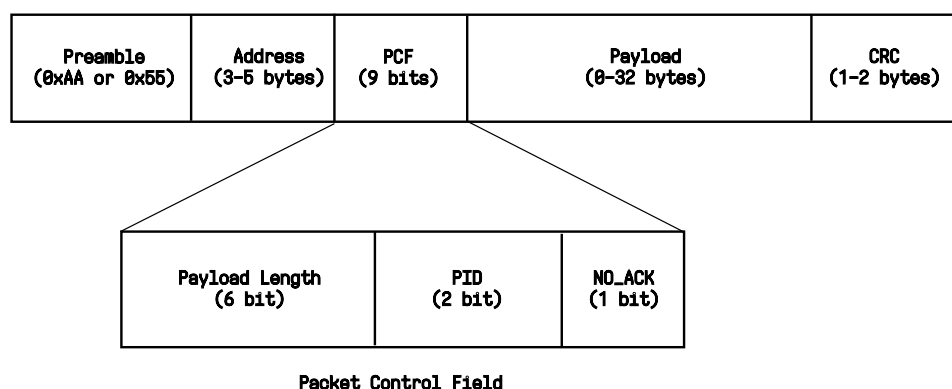 Preamble
(0xAA or 0x55)
Address
(3-5 bytes)
PCF
(9 bits)
Payload
(0-32 bytes)
CRC
(1-2 bytes)
Payload Length
(6 bit)
PID
(2 bit)
NO_ACK
(1 bit)
Packet Control Field